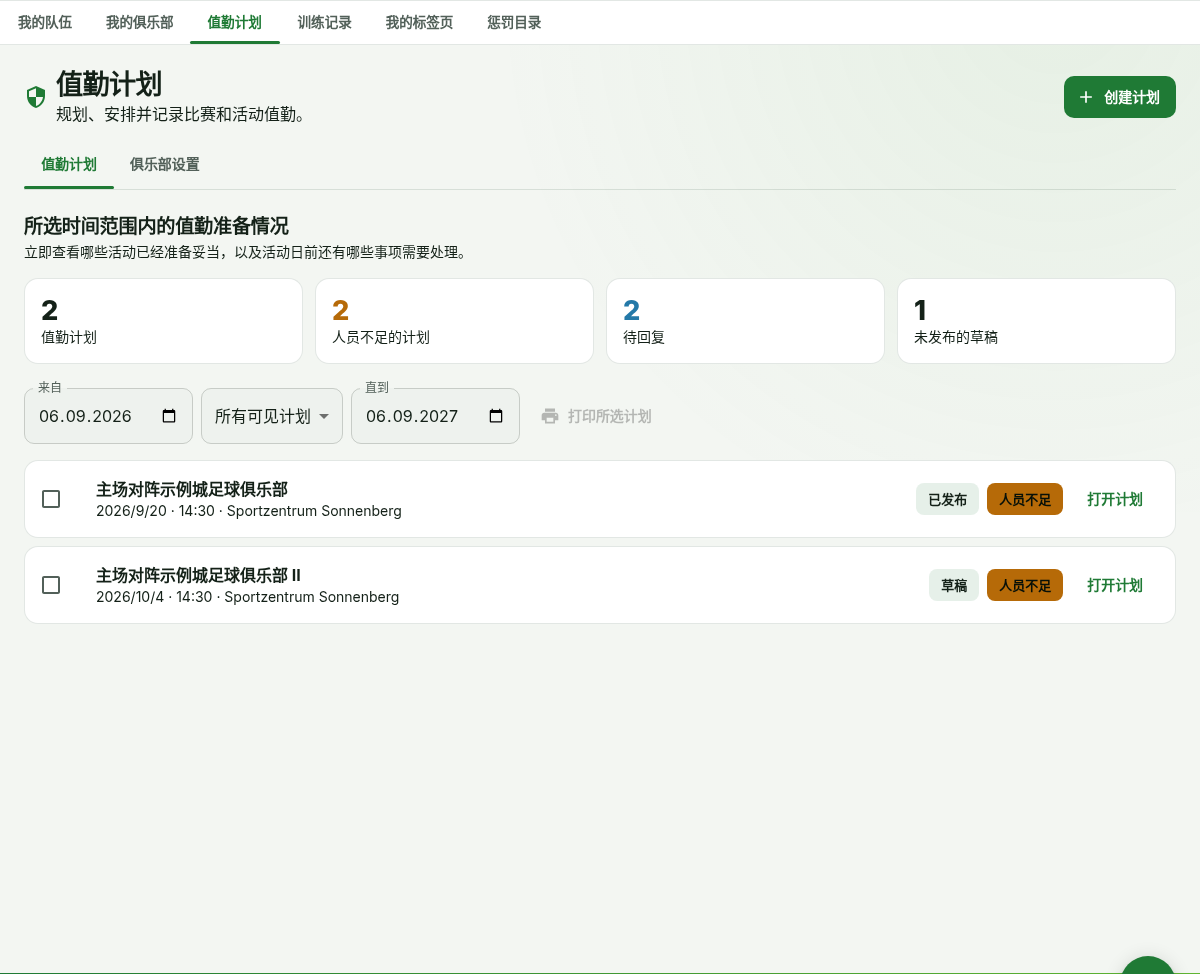 我的队伍
我的俱乐部
值勤计划
训练记录
我的标签页
惩罚目录
值勤计划
规划、安排并记录比赛和活动值勤。
创建计划
值勤计划
俱乐部设置
所选时间范围内的值勤准备情况
立即查看哪些活动已经准备妥当，以及活动日前还有哪些事项需要处理。
2
值勤计划
2
人员不足的计划
2
待回复
1
未发布的草稿
来自
06.09.2026
所有可见计划
直到
06.09.2027
打印所选计划
主场对阵示例城足球俱乐部
2026/9/20 · 14:30 · Sportzentrum Sonnenberg
已发布
人员不足
打开计划
主场对阵示例城足球俱乐部 II
2026/10/4 · 14:30 · Sportzentrum Sonnenberg
草稿
人员不足
打开计划